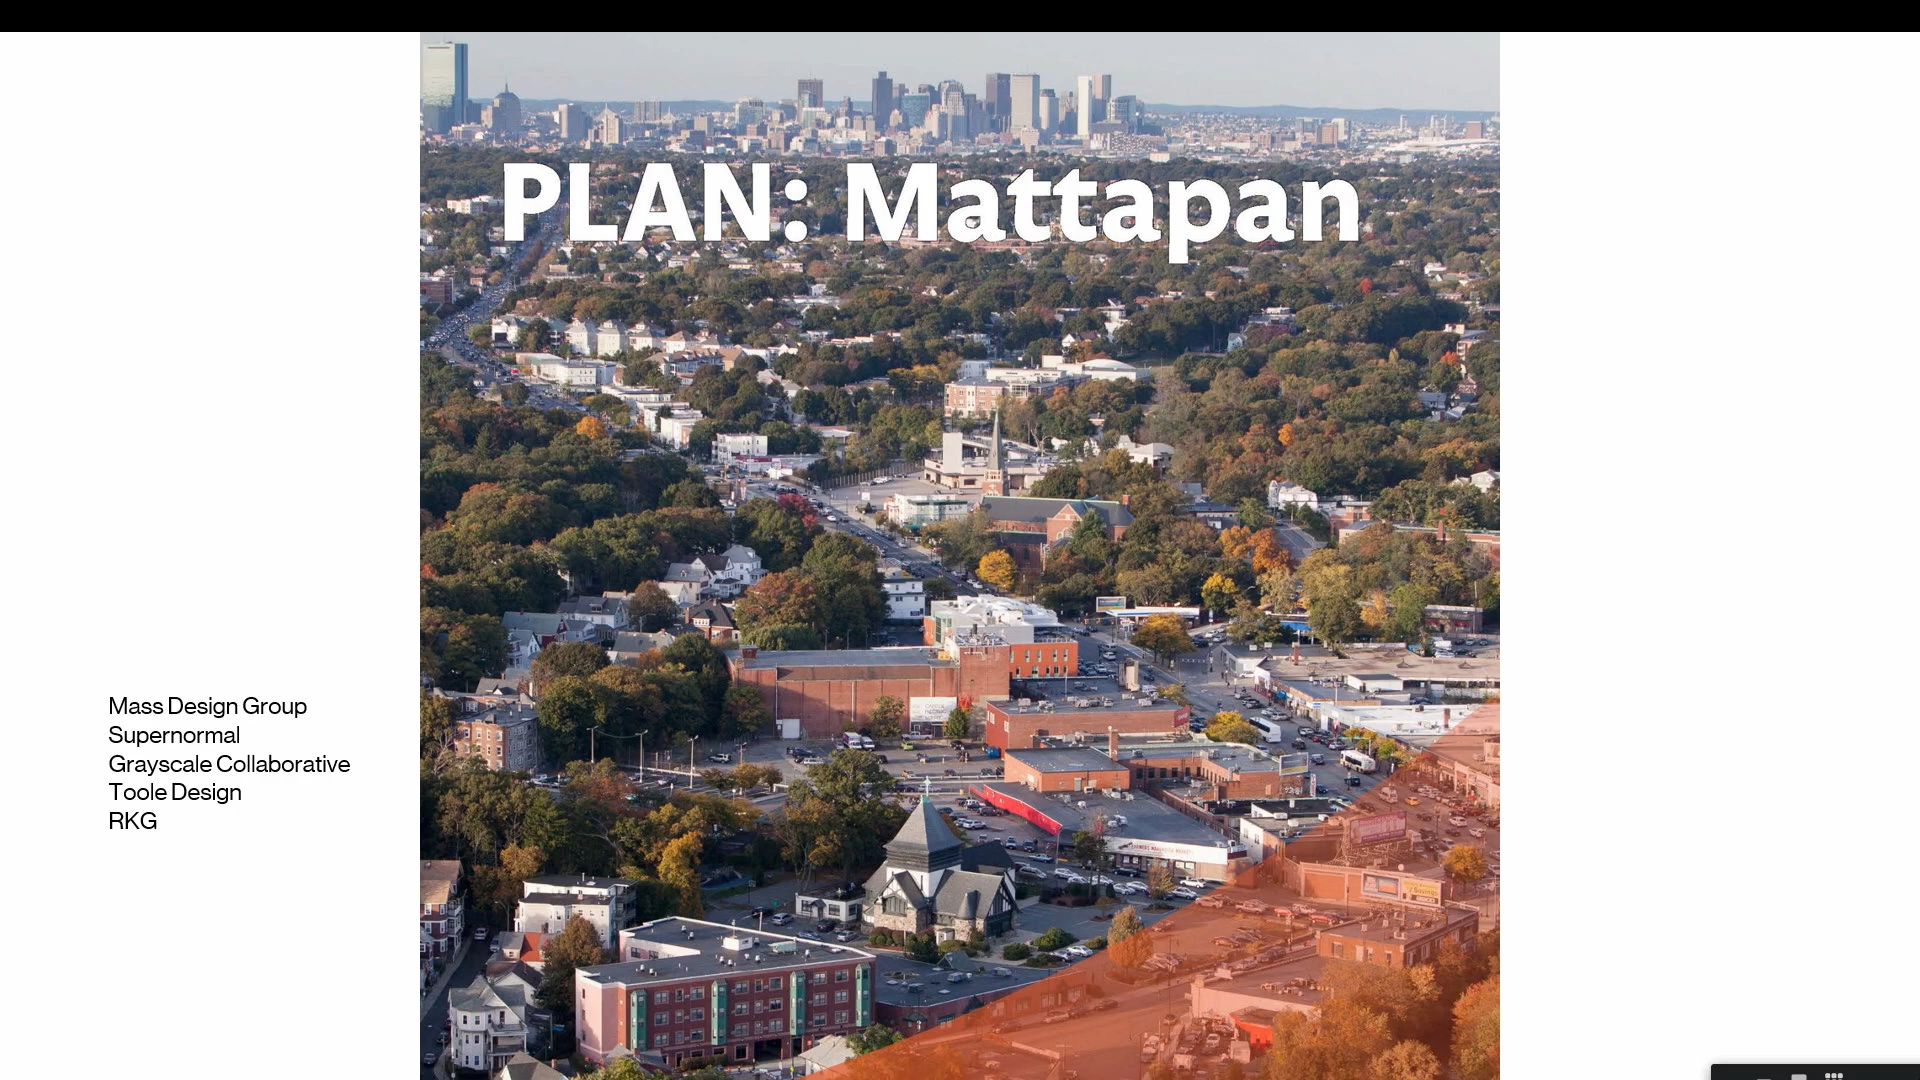 PLAN: Mattapan
Mass Design Group
Supernormal
Grayscale Collaborative
Toole Design
RKG